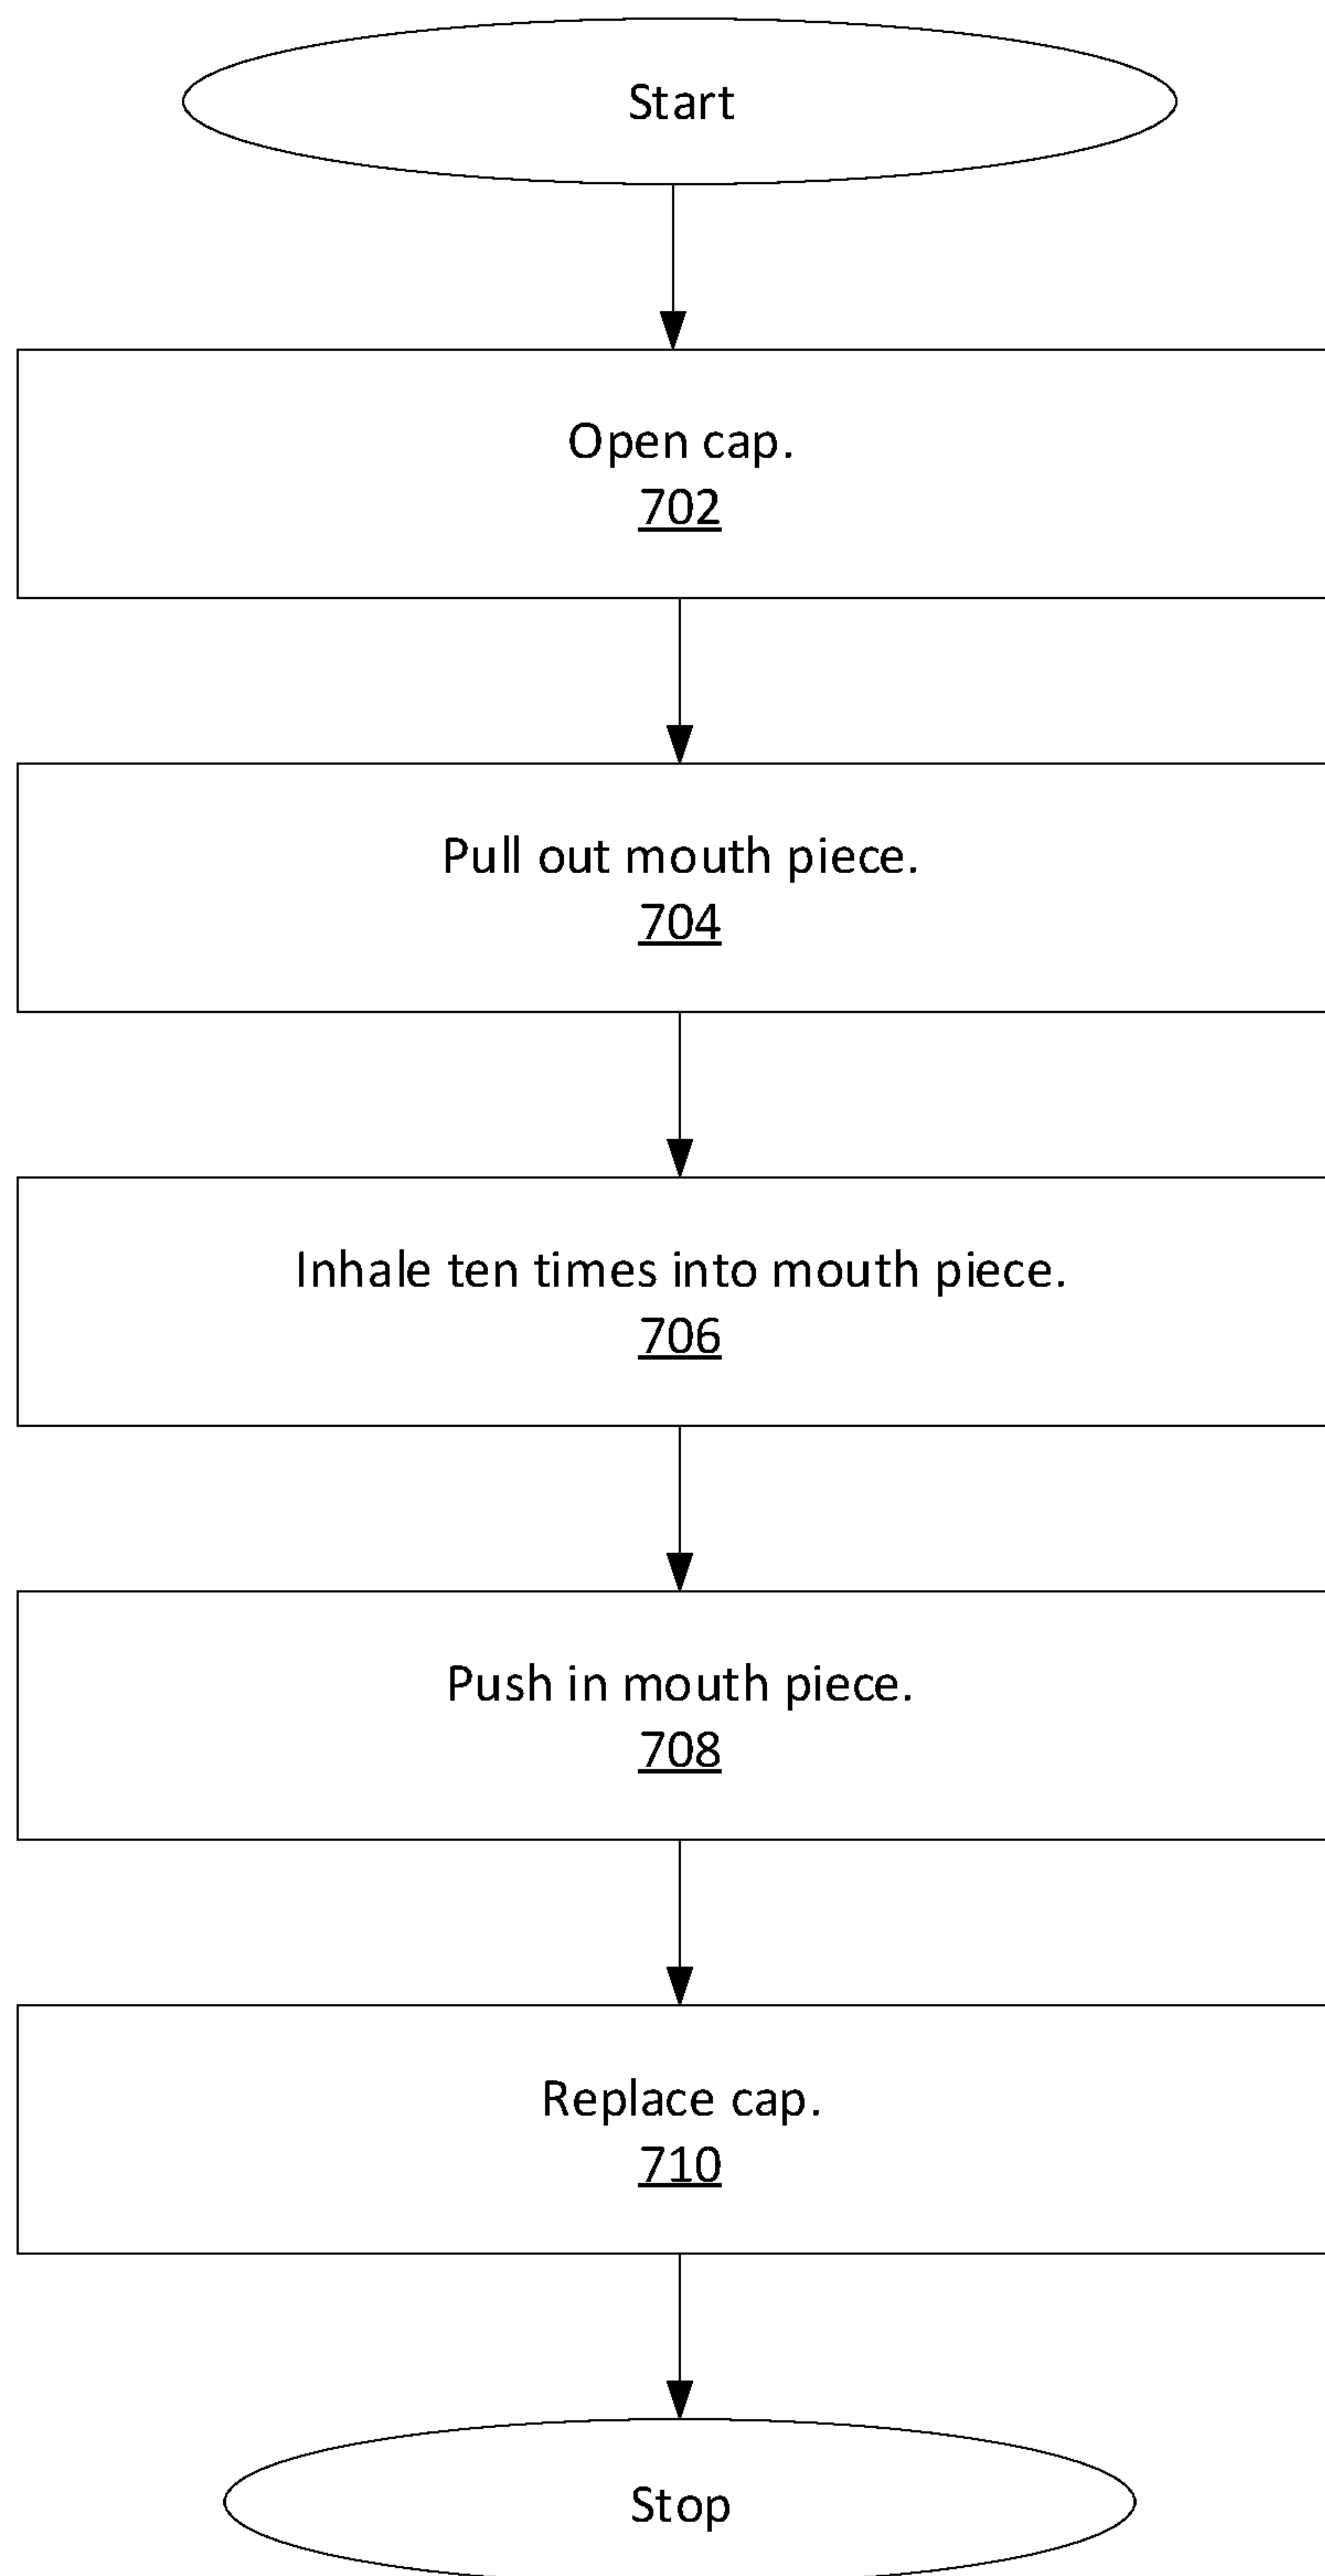 Start
Open cap.
702
Pull out mouth piece.
704
Inhale ten times into mouth piece.
706
Push in mouth piece.
708
Replace cap.
710
Stop